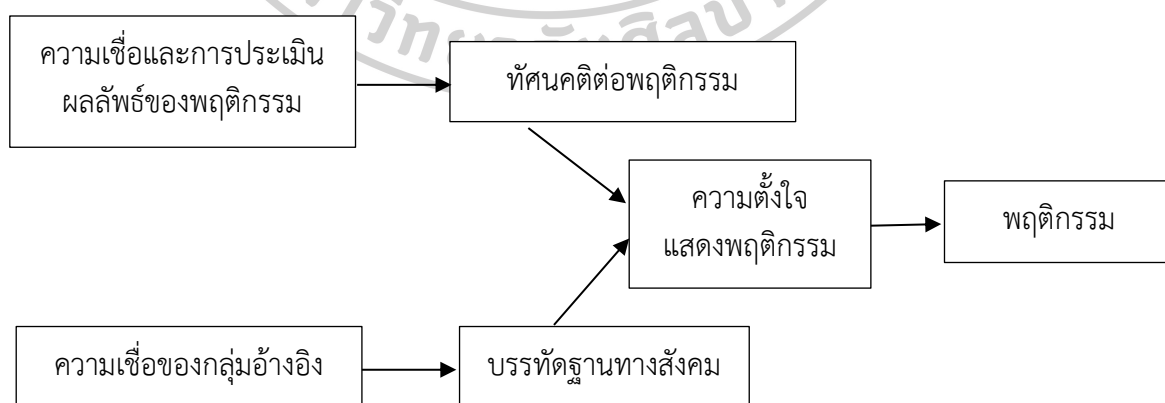 ความเชื่อและการประเมิน
ผลลัพธ์ของพฤติกรรม
ทัศนคติต่อพฤติกรรม
ความตั้งใจ
แสดงพฤติกรรม
พฤติกรรม
ความเชื่อของกลุ่มอ้างอิง
บรรทัดฐานทางสังคม